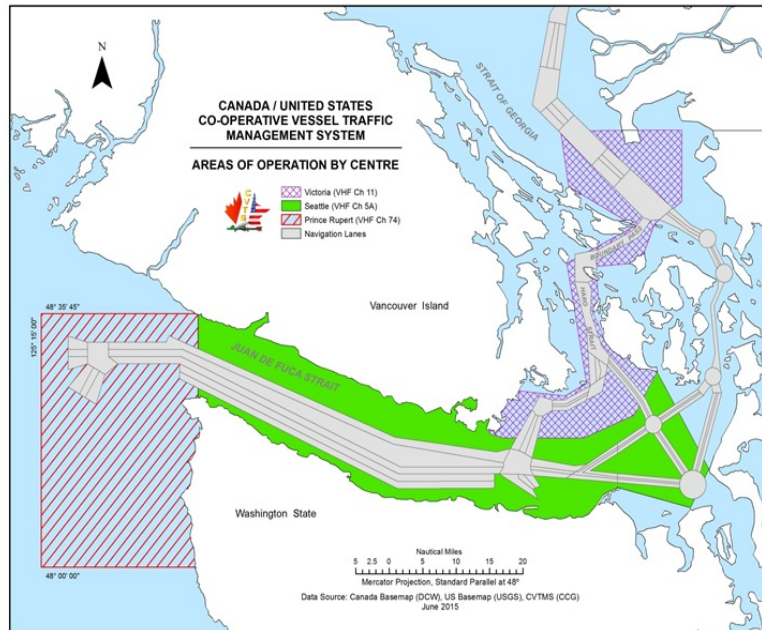 N
CANADA / UNITED STATES
CO-OPERATIVE VESSEL TRAFFIC
MANAGEMENT SYSTEM
AREAS OF OPERATION BY CENTRE
CVTS
Victoria (VHF Ch 11)
Seattle (VHF Ch 5A)
Prince Rupert (VHF Ch 74)
Navigation Lanes
STRAIT OF GEORGIA
BOUNDARY PASS
HARO STRAIT
Vancouver Island
48° 35' 45"
125° 15' 00"
JUAN DE FUCA STRAIT
Washington State
48° 00' 00"
Nautical Miles
5 2.5 0 5 10 15 20
Mercator Projection, Standard Parallel at 48°
Data Source: Canada Basemap (DCW), US Basemap (USGS), CVTMS (CCG)
June 2015